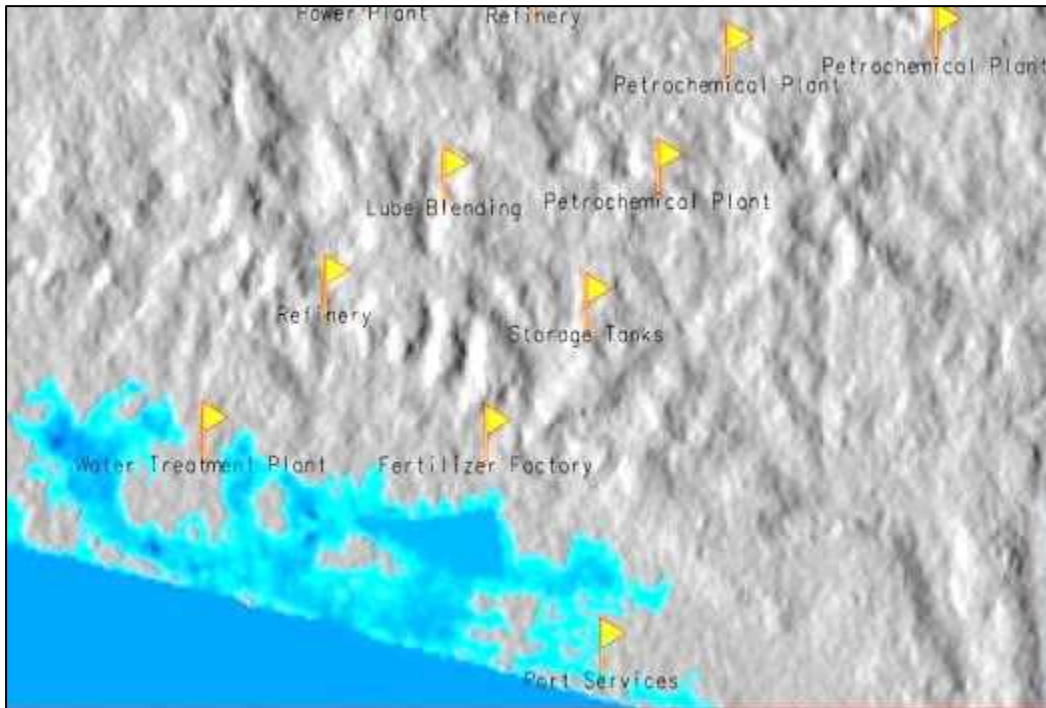 Power Plant
Refinery
Petrochemical Plant
Petrochemical Plant
Lube Blending
Petrochemical Plant
Refinery
Storage Tanks
Water Treatment Plant
Fertilizer Factory
Port Services